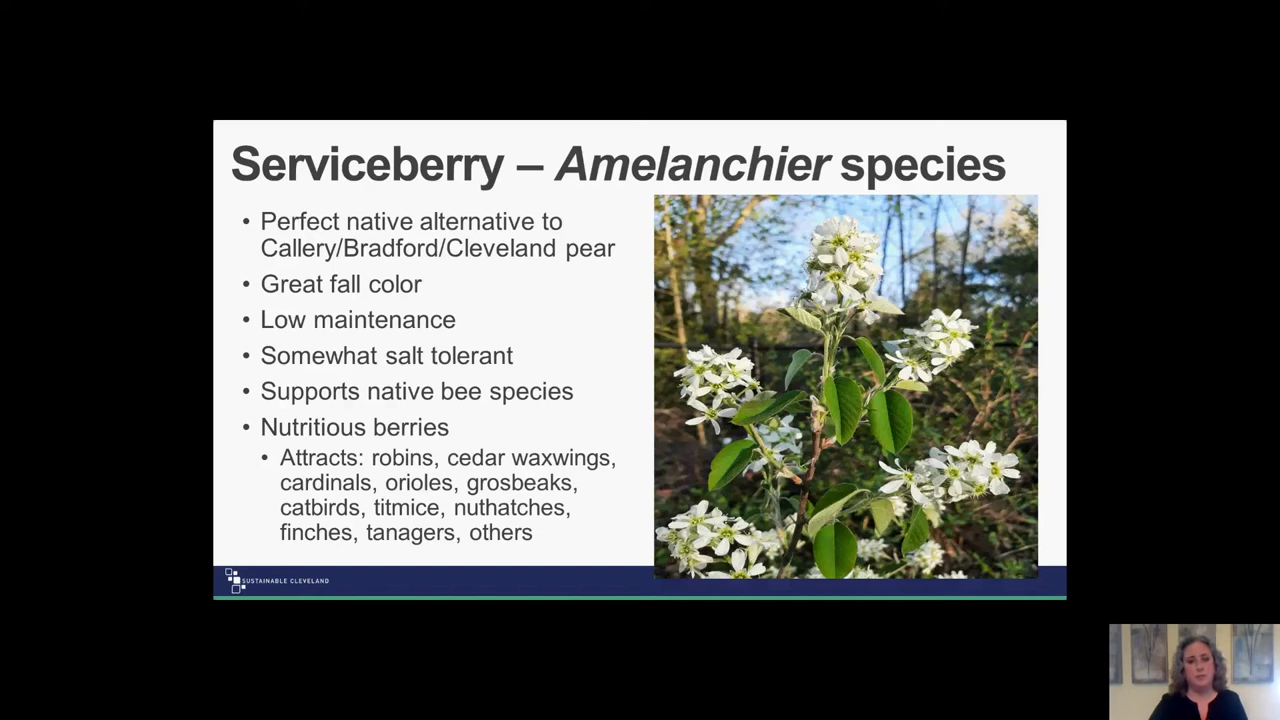 Serviceberry – Amelanchier species
• Perfect native alternative to
Callery/Bradford/Cleveland pear
• Great fall color
• Low maintenance
• Somewhat salt tolerant
• Supports native bee species
• Nutritious berries
• Attracts: robins, cedar waxwings,
cardinals, orioles, grosbeaks,
catbirds, titmice, nuthatches,
finches, tanagers, others
SUSTAINABLE CLEVELAND